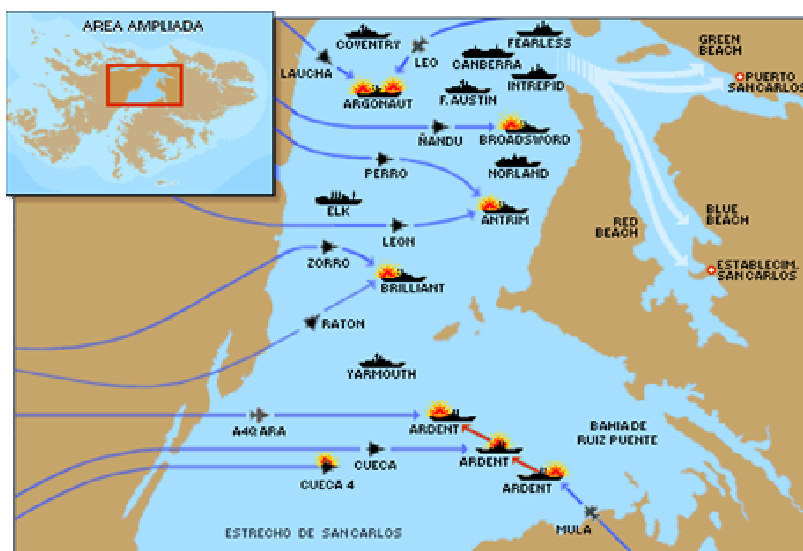 AREA AMPLIADA
COVENTRY
LAUCHA
LEO
FEARLESS
CANBERRA
INTREPID
F. AUSTIN
ARGONAUT
GREEN
BEACH
PUERTO
SAN CARLOS
ÑANDU
BROADSWORD
PERRO
NORLAND
ELK
LEON
ANTRIM
RED
BEACH
BLUE
BEACH
ZORRO
BRILLIANT
ESTABLECIM.
SAN CARLOS
RATON
YARMOUTH
A4Q ARA
ARDENT
BAHIA DE
RUIZ PUENTE
CUECA
ARDENT
CUECA 4
ARDENT
ESTRECHO DE SAN CARLOS
MULA